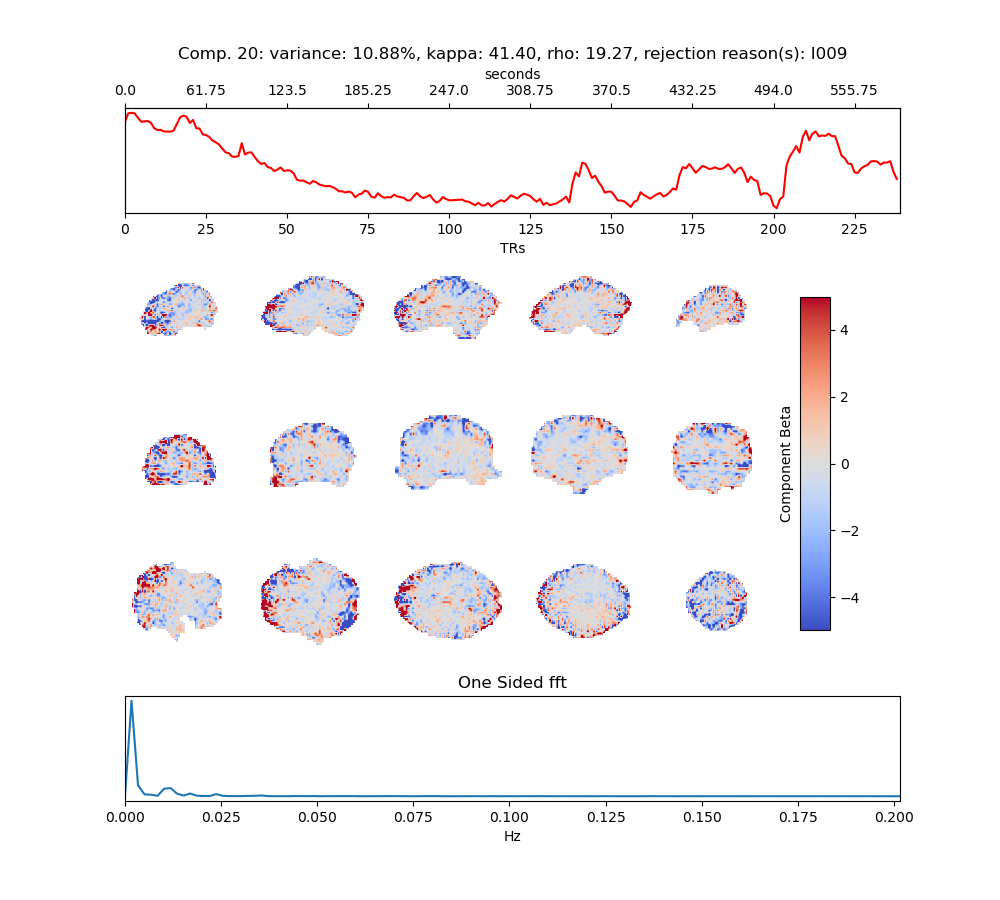 Comp. 20: variance: 10.88%, kappa: 41.40, rho: 19.27, rejection reason(s): I009
seconds
0.0 61.75 123.5 185.25 247.0 308.75 370.5 432.25 494.0 555.75
0 25 50 75 100 125 150 175 200 225
TRs
4
2
0
−2
−4
Component Beta
One Sided fft
0.000 0.025 0.050 0.075 0.100 0.125 0.150 0.175 0.200
Hz